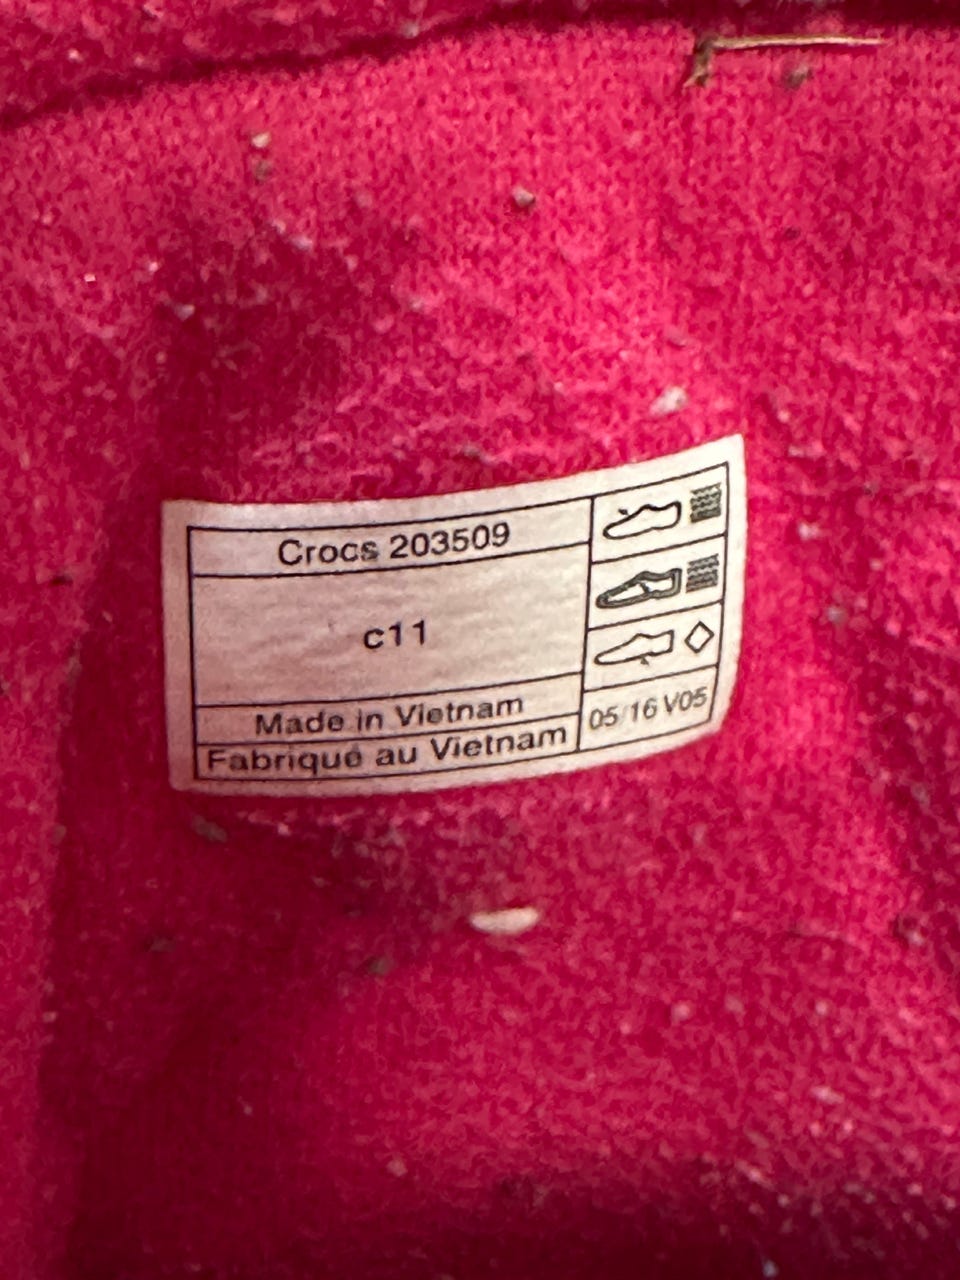 Crocs 203509
c11
Made in Vietnam
Fabriqué au Vietnam
05/16 V05